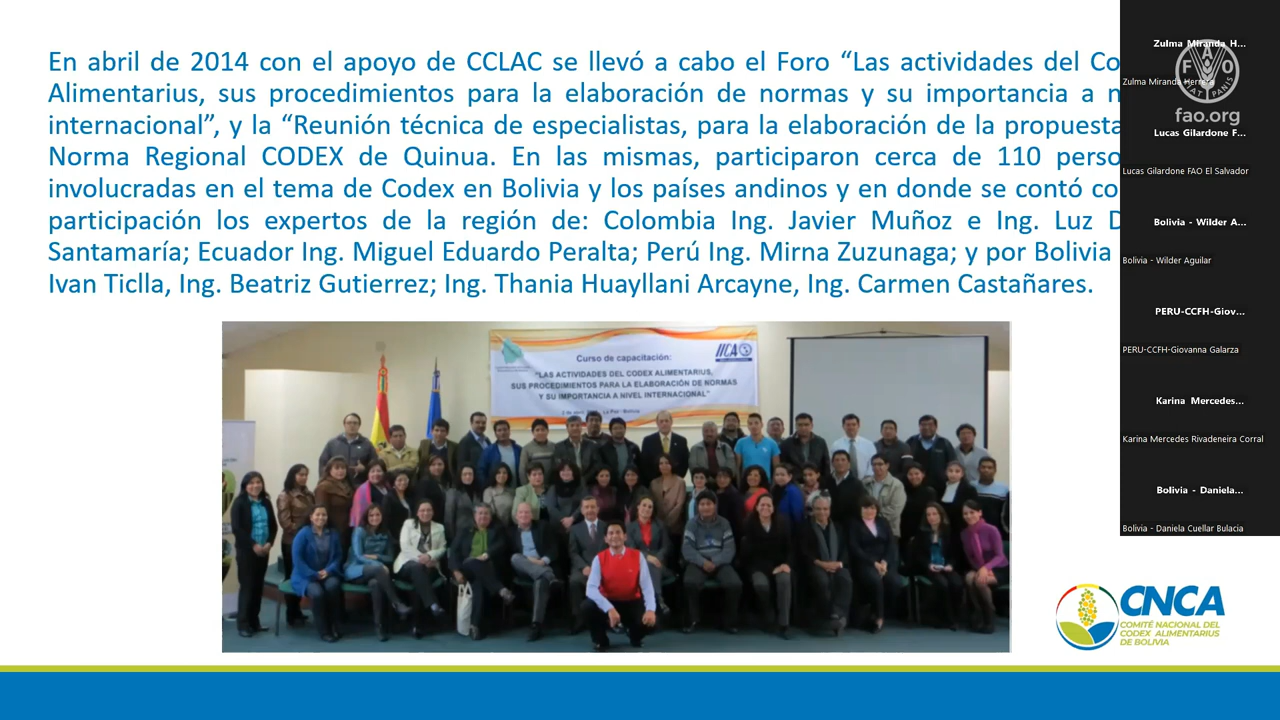 En abril de 2014 con el apoyo de CCLAC se llevó a cabo el Foro “Las actividades del Co
Alimentarius, sus procedimientos para la elaboración de normas y su importancia a n
internacional”, y la “Reunión técnica de especialistas, para la elaboración de la propuesta
Norma Regional CODEX de Quinua. En las mismas, participaron cerca de 110 perso
involucradas en el tema de Codex en Bolivia y los países andinos y en donde se contó co
participación los expertos de la región de: Colombia Ing. Javier Muñoz e Ing. Luz D
Santamaría; Ecuador Ing. Miguel Eduardo Peralta; Perú Ing. Mirna Zuzunaga; y por Bolivia
Ivan Ticlla, Ing. Beatriz Gutierrez; Ing. Thania Huayllani Arcayne, Ing. Carmen Castañares.
IICA
Curso de capacitación:
“LAS ACTIVIDADES DEL CODEX ALIMENTARIUS,
SUS PROCEDIMIENTOS PARA LA ELABORACIÓN DE NORMAS
Y SU IMPORTANCIA A NIVEL INTERNACIONAL”
La Paz - Bolivia
Zulma Miranda H...
Zulma Miranda Herrera
FAO
FIAT PANIS
fao.org
Lucas Gilardone F...
Lucas Gilardone FAO El Salvador
Bolivia - Wilder A...
Bolivia - Wilder Aguilar
PERU-CCFH-Giov...
PERU-CCFH-Giovanna Galarza
Karina Mercedes...
Karina Mercedes Rivadeneira Corral
Bolivia - Daniela...
Bolivia - Daniela Cuellar Bulacia
CNCA
COMITÉ NACIONAL DEL
CODEX ALIMENTARIUS
DE BOLIVIA